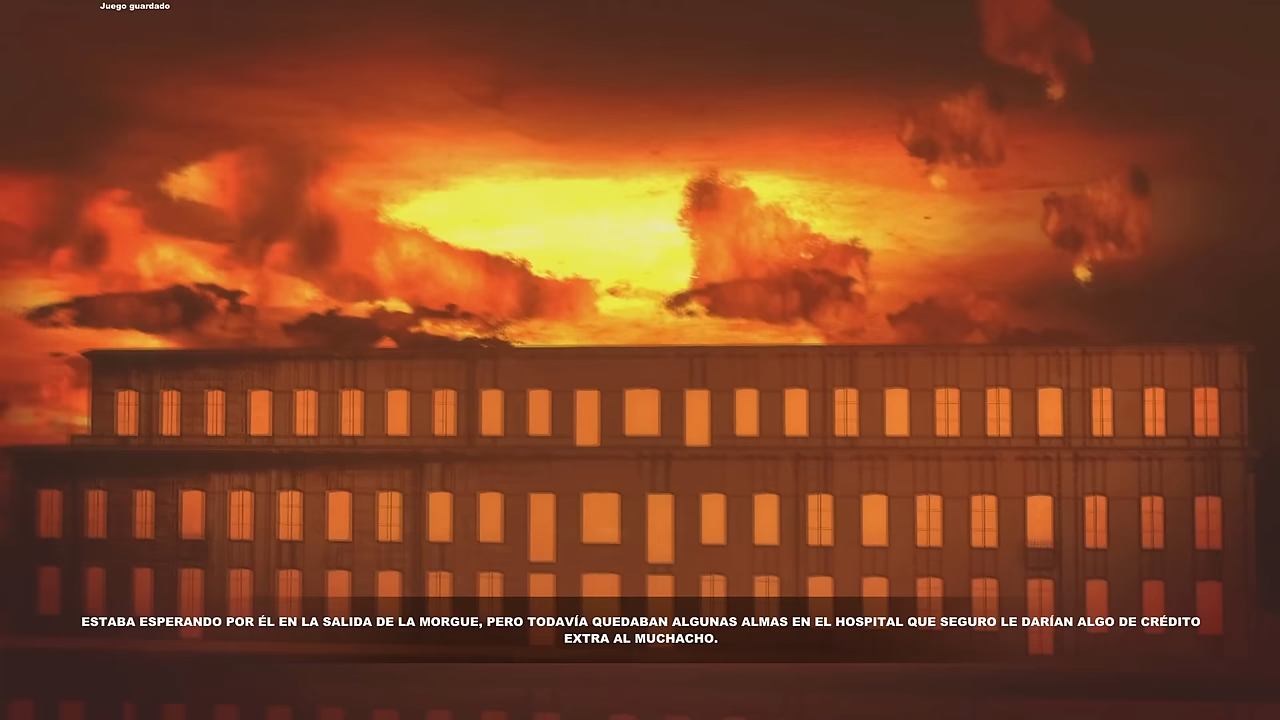 Juego guardado
ESTABA ESPERANDO POR ÉL EN LA SALIDA DE LA MORGUE, PERO TODAVÍA QUEDABAN ALGUNAS ALMAS EN EL HOSPITAL QUE SEGURO LE DARÍAN ALGO DE CRÉDITO
EXTRA AL MUCHACHO.